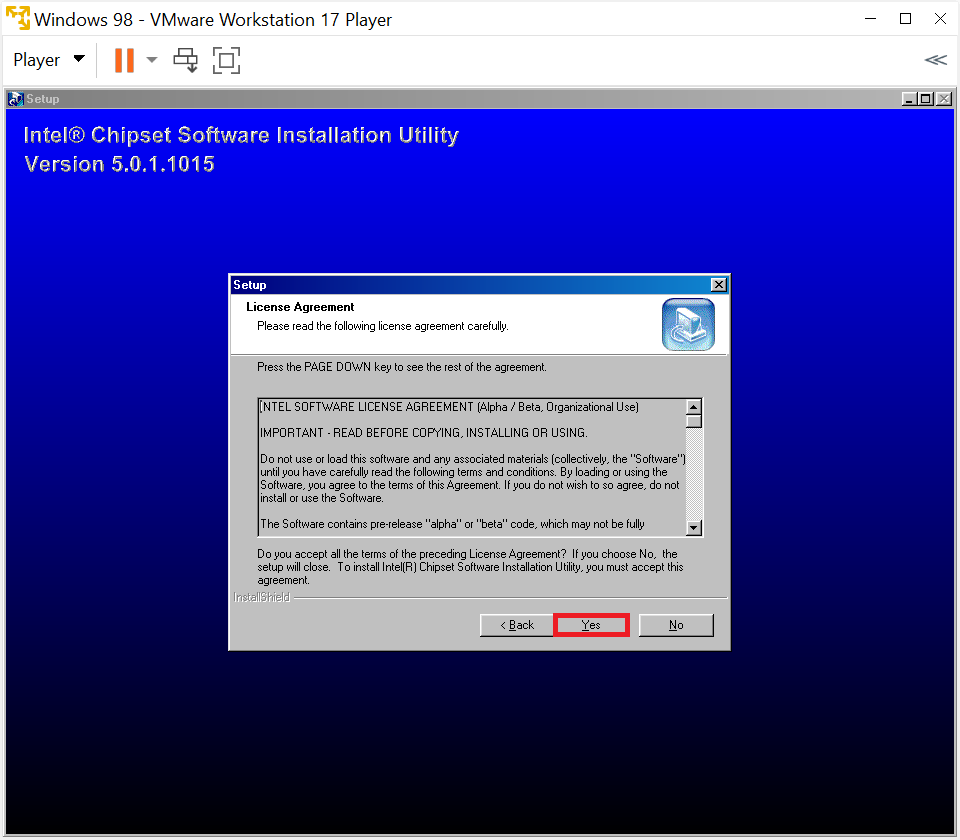 Windows 98 - VMware Workstation 17 Player
Player
Setup
Intel® Chipset Software Installation Utility
Version 5.0.1.1015
Setup
License Agreement
Please read the following license agreement carefully.
Press the PAGE DOWN key to see the rest of the agreement.
INTEL SOFTWARE LICENSE AGREEMENT (Alpha / Beta, Organizational Use)
IMPORTANT - READ BEFORE COPYING, INSTALLING OR USING.
Do not use or load this software and any associated materials (collectively, the "Software")
until you have carefully read the following terms and conditions. By loading or using the
Software, you agree to the terms of this Agreement. If you do not wish to so agree, do not
install or use the Software.
The Software contains pre-release "alpha" or "beta" code, which may not be fully
Do you accept all the terms of the preceding License Agreement? If you choose No, the
setup will close. To install Intel(R) Chipset Software Installation Utility, you must accept this
agreement.
InstallShield
< Back
Yes
No